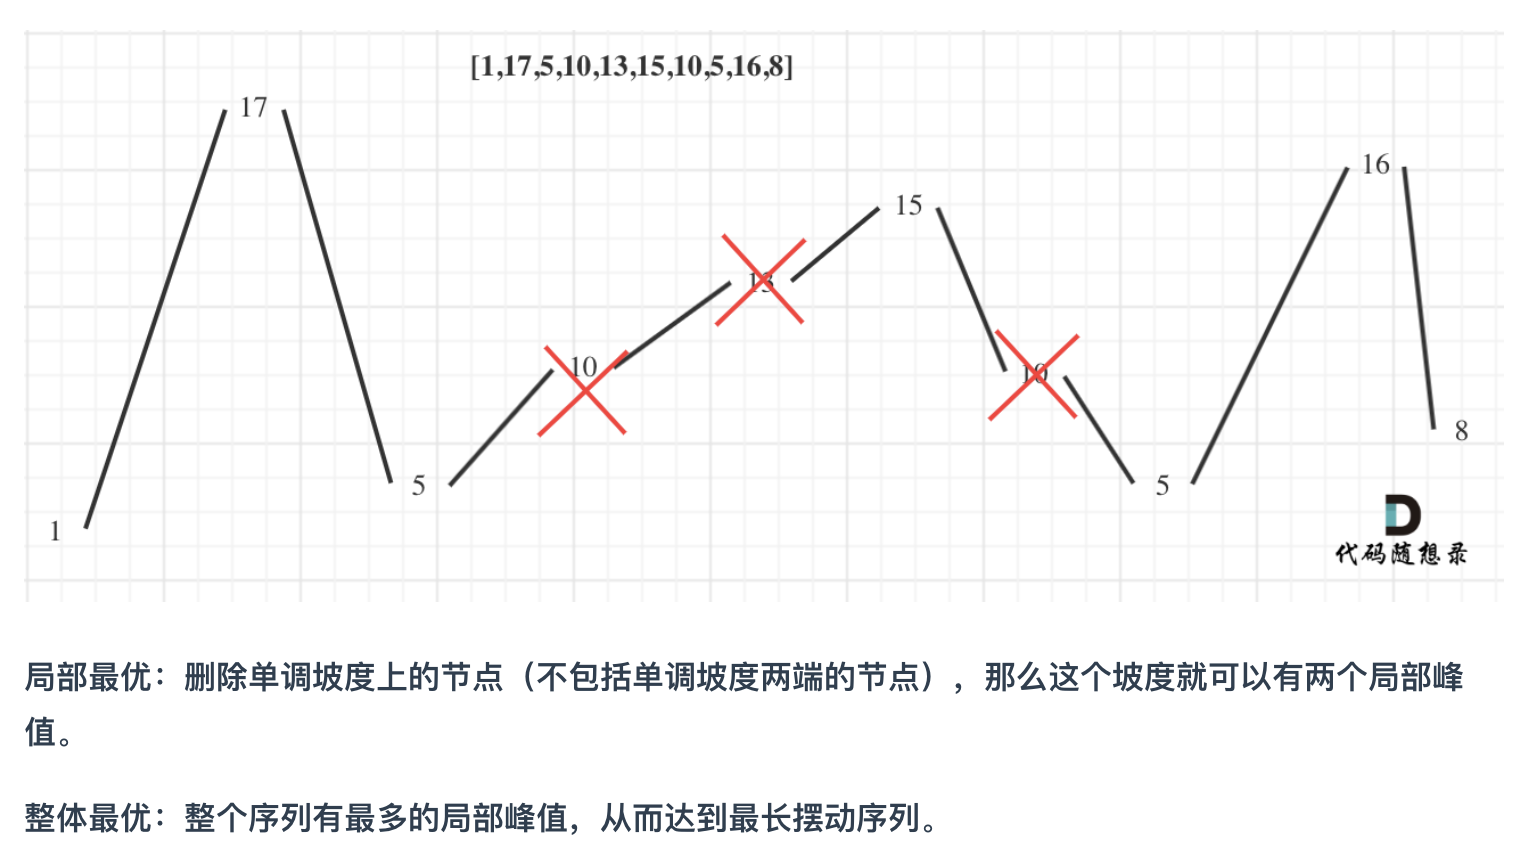 [1,17,5,10,13,15,10,5,16,8]
17
16
15
13
10
10
8
5
5
1
代码随想录
局部最优：删除单调坡度上的节点（不包括单调坡度两端的节点），那么这个坡度就可以有两个局部峰
值。
整体最优：整个序列有最多的局部峰值，从而达到最长摆动序列。